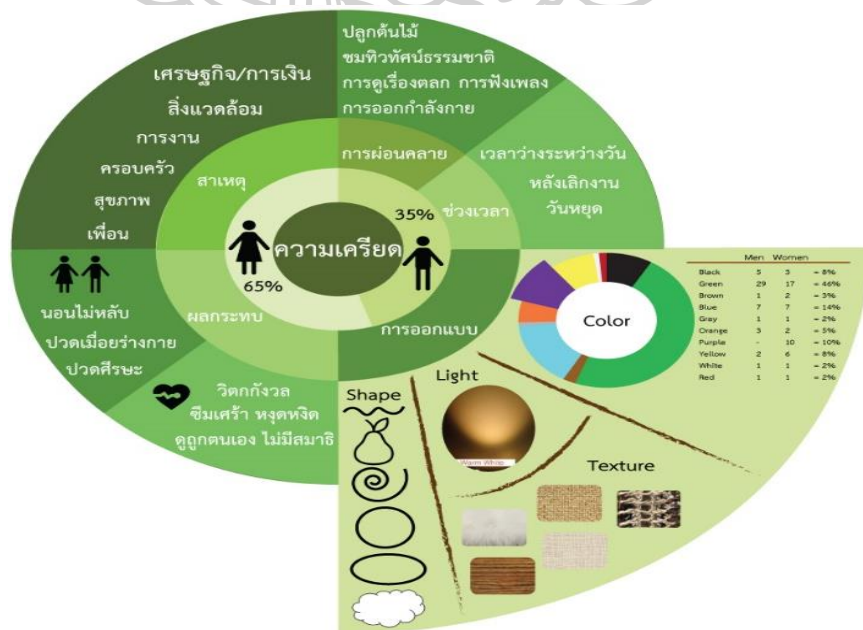 ปลูกต้นไม้
ชมทิวทัศน์ธรรมชาติ
การดูเรื่องตลก การฟังเพลง
การออกกำลังกาย
เศรษฐกิจ/การเงิน
สิ่งแวดล้อม
การงาน
ครอบครัว
สุขภาพ
เพื่อน
สาเหตุ
การผ่อนคลาย
เวลาว่างระหว่างวัน
หลังเลิกงาน
วันหยุด
ช่วงเวลา
35%
ความเครียด
65%
นอนไม่หลับ
ปวดเมื่อยร่างกาย
ปวดศีรษะ
ผลกระทบ
วิตกกังวล
ซึมเศร้า หงุดหงิด
ดูถูกตนเอง ไม่มีสมาธิ
การออกแบบ
Color
Men Women
Black 5 3 = 8%
Green 29 17 = 46%
Brown 1 2 = 3%
Blue 7 7 = 14%
Gray 1 1 = 2%
Orange 3 2 = 5%
Purple - 10 = 10%
Yellow 2 6 = 8%
White 1 1 = 2%
Red 1 1 = 2%
Shape
Light
Warm White
Texture